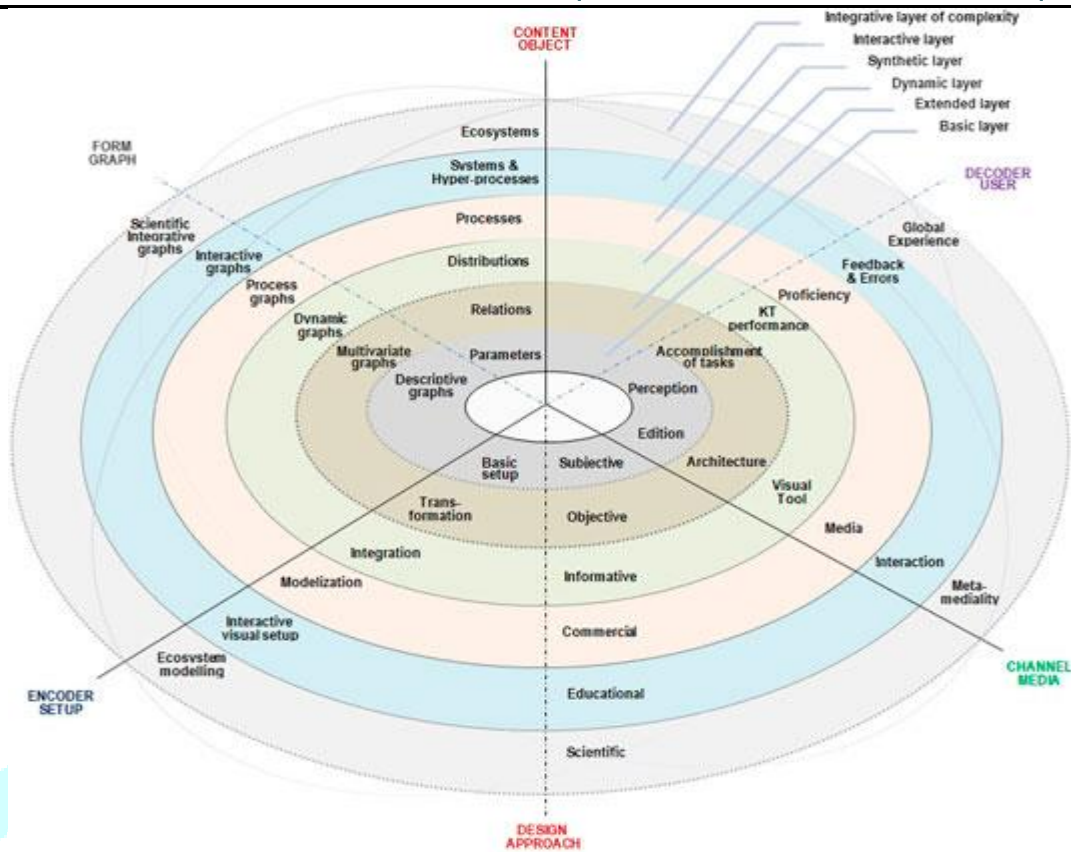 CONTENT
OBJECT
Integrative layer of complexity
Interactive layer
Synthetic layer
Dynamic layer
Extended layer
Basic layer
FORM
GRAPH
DECODER
USER
Ecosystems
Systems &
Hyper-processes
Processes
Distributions
Relations
Parameters
Scientific
Integrative
graphs
Interactive
graphs
Process
graphs
Dynamic
graphs
Multivariate
graphs
Descriptive
graphs
Global
Experience
Feedback
& Errors
Proficiency
KT
performance
Accomplishment
of tasks
Perception
Edition
Architecture
Visual
Tool
Media
Interaction
Meta-
mediality
Basic
setup
Trans-
formation
Integration
Modelization
Interactive
visual setup
Ecosystem
modelling
Subjective
Objective
Informative
Commercial
Educational
Scientific
ENCODER
SETUP
CHANNEL
MEDIA
DESIGN
APPROACH